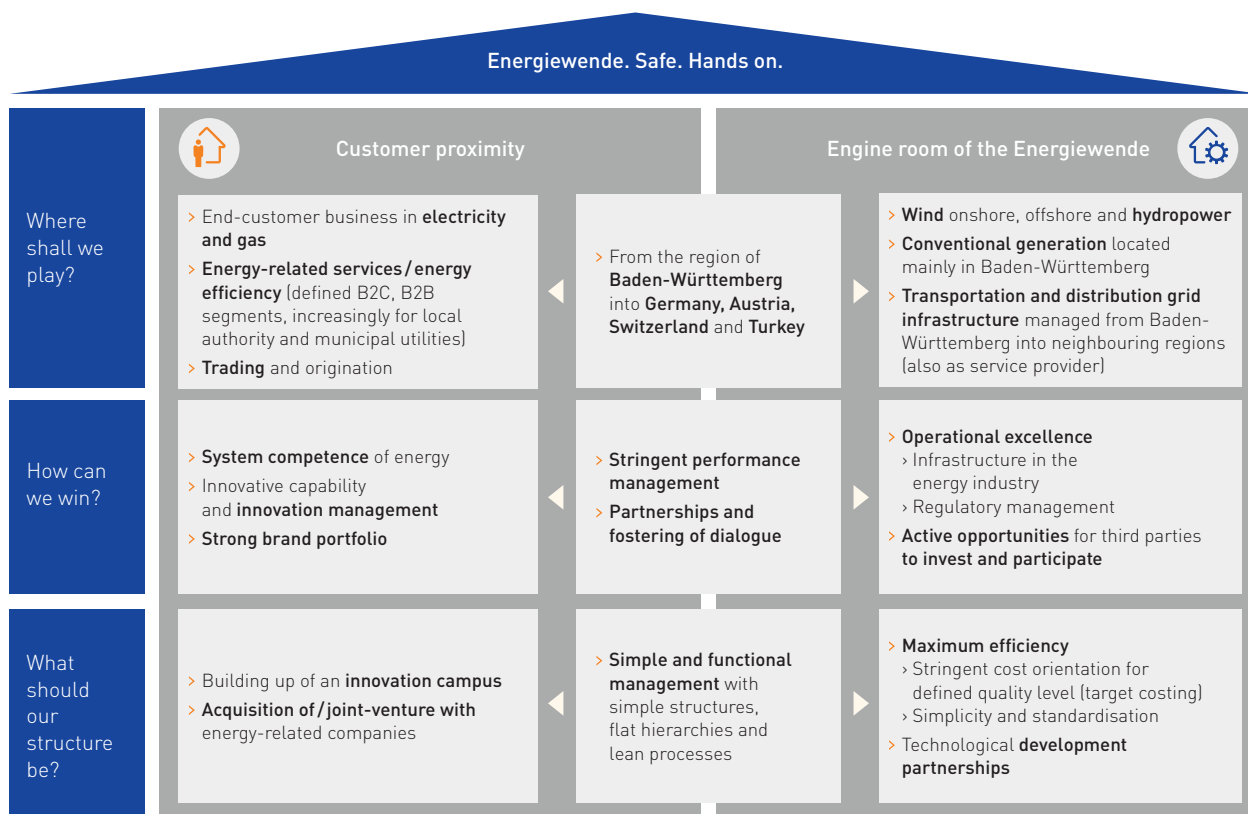 Energiewende. Safe. Hands on.
Customer proximity
Engine room of the Energiewende
Where
shall we
play?
> End-customer business in electricity
and gas
> Energy-related services/energy
efficiency (defined B2C, B2B
segments, increasingly for local
authority and municipal utilities)
> Trading and origination
> From the region of
Baden-Württemberg
into Germany, Austria,
Switzerland and Turkey
> Wind onshore, offshore and hydropower
> Conventional generation located
mainly in Baden-Württemberg
> Transportation and distribution grid
infrastructure managed from Baden-
Württemberg into neighbouring regions
(also as service provider)
How can
we win?
> System competence of energy
> Innovative capability
and innovation management
> Strong brand portfolio
> Stringent performance
management
> Partnerships and
fostering of dialogue
> Operational excellence
› Infrastructure in the
energy industry
› Regulatory management
> Active opportunities for third parties
to invest and participate
What
should
our
structure
be?
> Building up of an innovation campus
> Acquisition of/joint-venture with
energy-related companies
> Simple and functional
management with
simple structures,
flat hierarchies and
lean processes
> Maximum efficiency
› Stringent cost orientation for
defined quality level (target costing)
› Simplicity and standardisation
> Technological development
partnerships